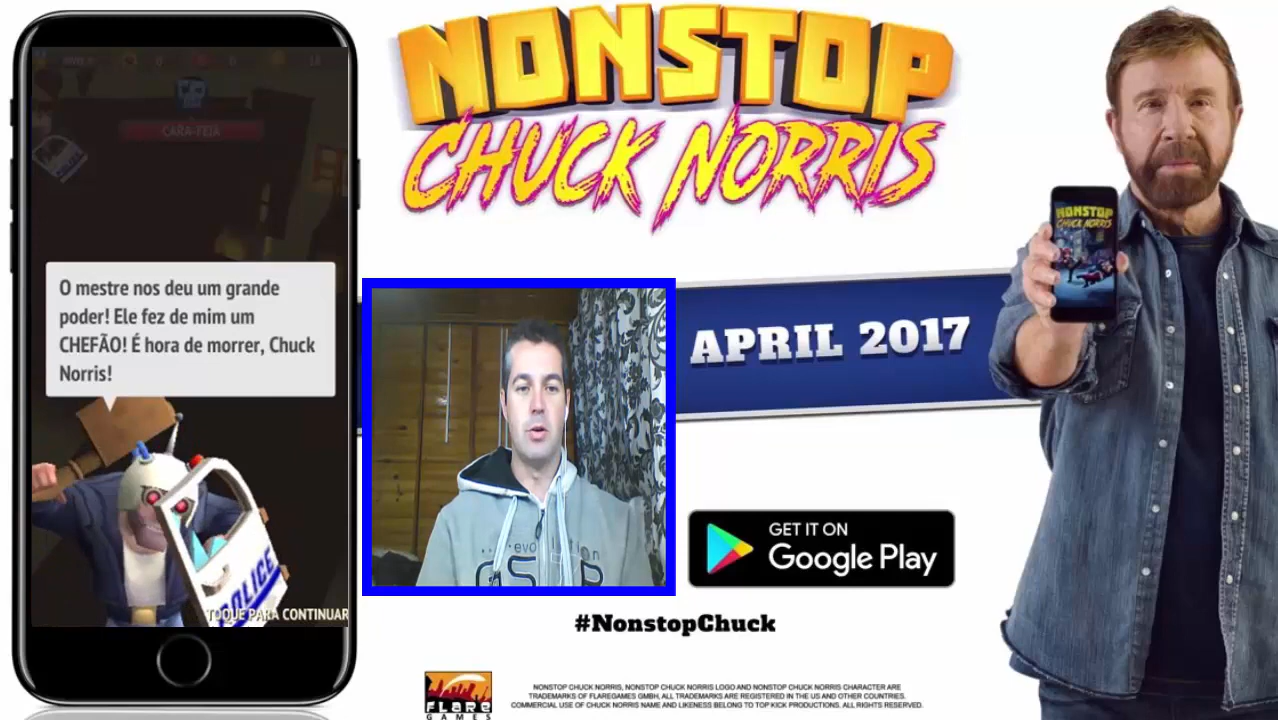 CARA-FEIA
POLICE
O mestre nos deu um grande
poder! Ele fez de mim um
CHEFÃO! É hora de morrer, Chuck
Norris!
POLICE
TOQUE PARA CONTINUAR
NONSTOP
CHUCK NORRIS
NONSTOP
CHUCK NORRIS
APRIL 2017
evolution
GET IT ON
Google Play
#NonstopChuck
FLARE
GAMES
NONSTOP CHUCK NORRIS, NONSTOP CHUCK NORRIS LOGO AND NONSTOP CHUCK NORRIS CHARACTER ARE
TRADEMARKS OF FLAREGAMES GMBH, ALL TRADEMARKS ARE REGISTERED IN THE US AND OTHER COUNTRIES.
COMMERCIAL USE OF CHUCK NORRIS NAME AND LIKENESS BELONG TO TOP KICK PRODUCTIONS. ALL RIGHTS RESERVED.